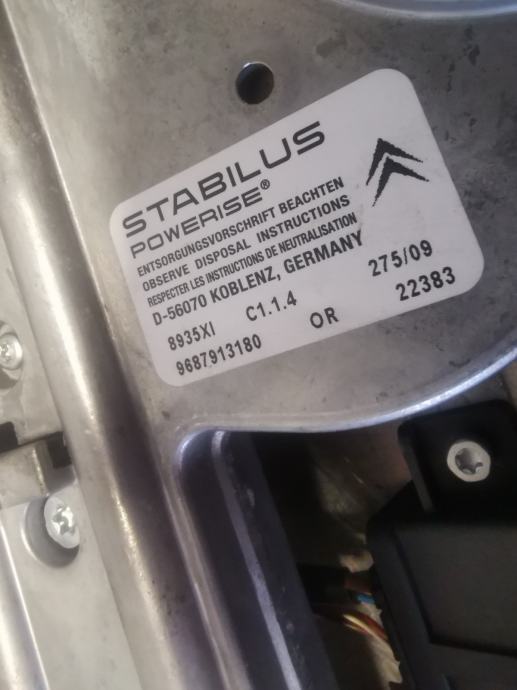 STABILUS
POWERISE®
ENTSORGUNGSVORSCHRIFT BEACHTEN
OBSERVE DISPOSAL INSTRUCTIONS
RESPECTER LES INSTRUCTIONS DE NEUTRALISATION
D-56070 KOBLENZ, GERMANY
8935XI C1.1.4 275/09
9687913180 OR 22383